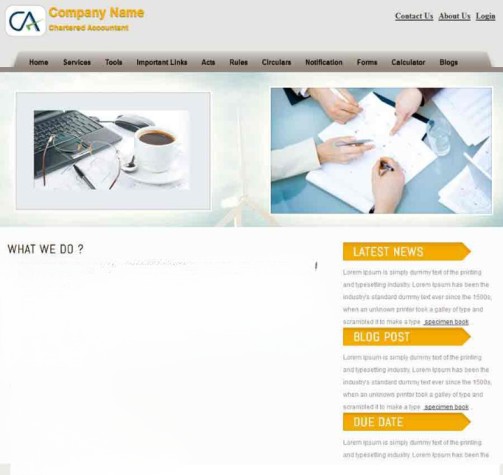 CA
Company Name
Chartered Accountant
Contact Us About Us Login
Home Services Tools Important Links Acts Rules Circulars Notification Forms Calculator Blogs
WHAT WE DO ?
LATEST NEWS
Lorem Ipsum is simply dummy text of the printing
and typesetting industry. Lorem Ipsum has been the
industry's standard dummy text ever since the 1500s,
when an unknown printer took a galley of type and
scrambled it to make a type specimen book
BLOG POST
Lorem Ipsum is simply dummy text of the printing
and typesetting industry. Lorem Ipsum has been the
industry's standard dummy text ever since the 1500s,
when an unknown printer took a galley of type and
scrambled it to make a type specimen book
DUE DATE
Lorem Ipsum is simply dummy text of the printing
and typesetting industry. Lorem Ipsum has been the